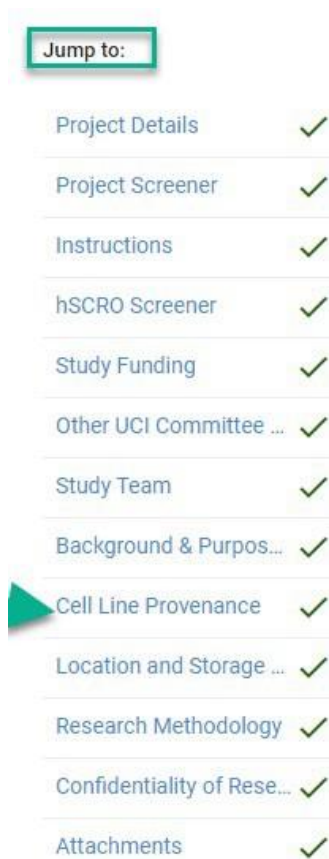 Jump to:
Project Details
Project Screener
Instructions
hSCRO Screener
Study Funding
Other UCI Committee ...
Study Team
Background & Purpos...
Cell Line Provenance
Location and Storage ...
Research Methodology
Confidentiality of Rese...
Attachments